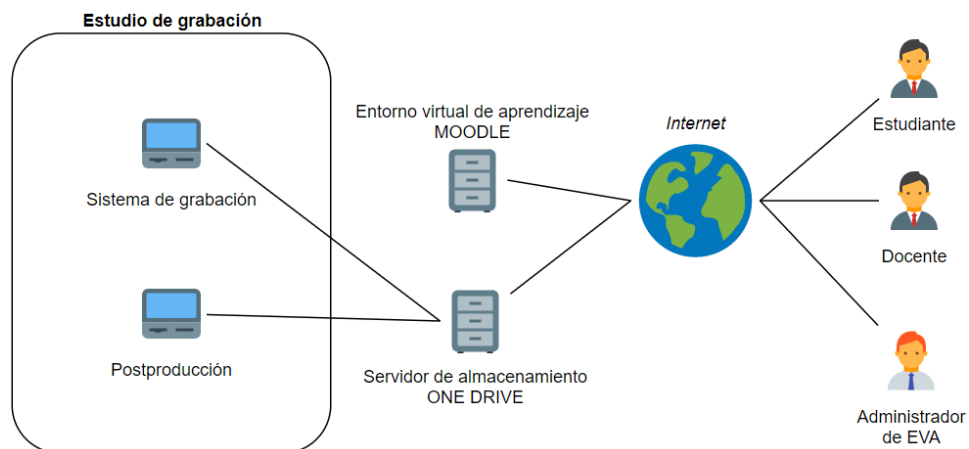 Estudio de grabación
Sistema de grabación
Postproducción
Entorno virtual de aprendizaje
MOODLE
Servidor de almacenamiento
ONE DRIVE
Internet
Estudiante
Docente
Administrador
de EVA